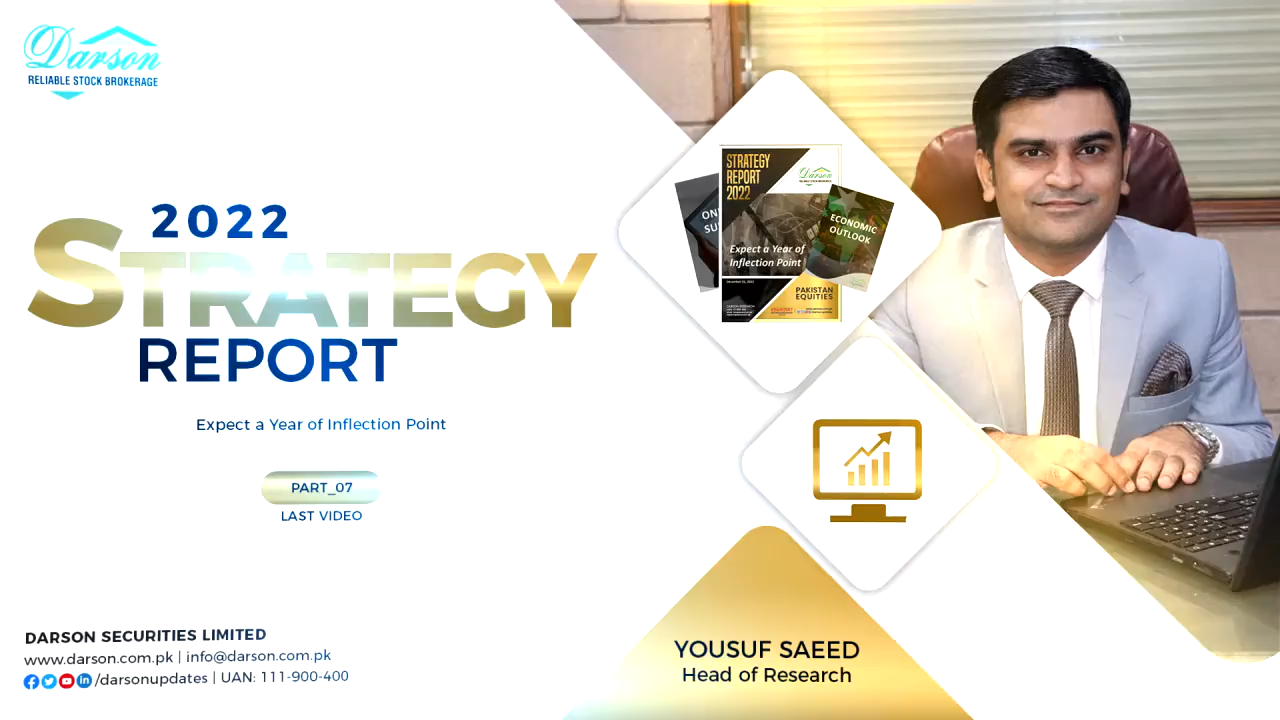 Darson
RELIABLE STOCK BROKERAGE
2022
STRATEGY
REPORT
Expect a Year of Inflection Point
PART_07
LAST VIDEO
STRATEGY
REPORT
2022
Darson
ECONOMIC
OUTLOOK
Expect a Year of
Inflection Point
PAKISTAN
EQUITIES
DARSON SECURITIES LIMITED
www.darson.com.pk | info@darson.com.pk
/darsonupdates | UAN: 111-900-400
YOUSUF SAEED
Head of Research